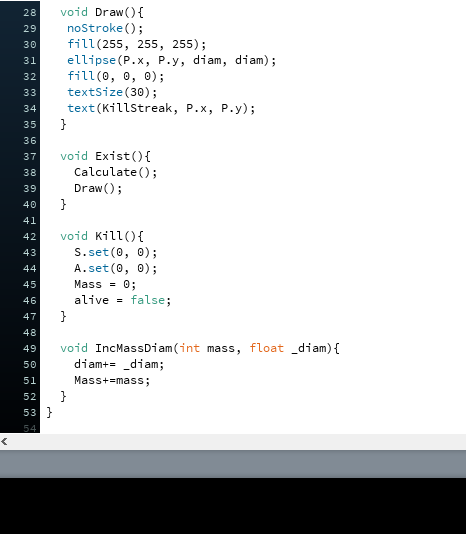 28 void Draw(){
29 noStroke();
30 fill(255, 255, 255);
31 ellipse(P.x, P.y, diam, diam);
32 fill(0, 0, 0);
33 textSize(30);
34 text(KillStreak, P.x, P.y);
35 }
36
37 void Exist(){
38 Calculate();
39 Draw();
40 }
41
42 void Kill(){
43 S.set(0, 0);
44 A.set(0, 0);
45 Mass = 0;
46 alive = false;
47 }
48
49 void IncMassDiam(int mass, float _diam){
50 diam+= _diam;
51 Mass+=mass;
52 }
53 }
54